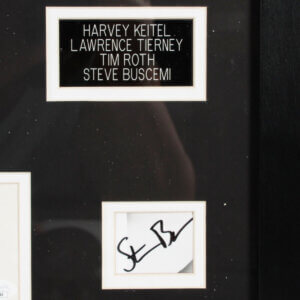 HARVEY KEITEL
LAWRENCE TIERNEY
TIM ROTH
STEVE BUSCEMI